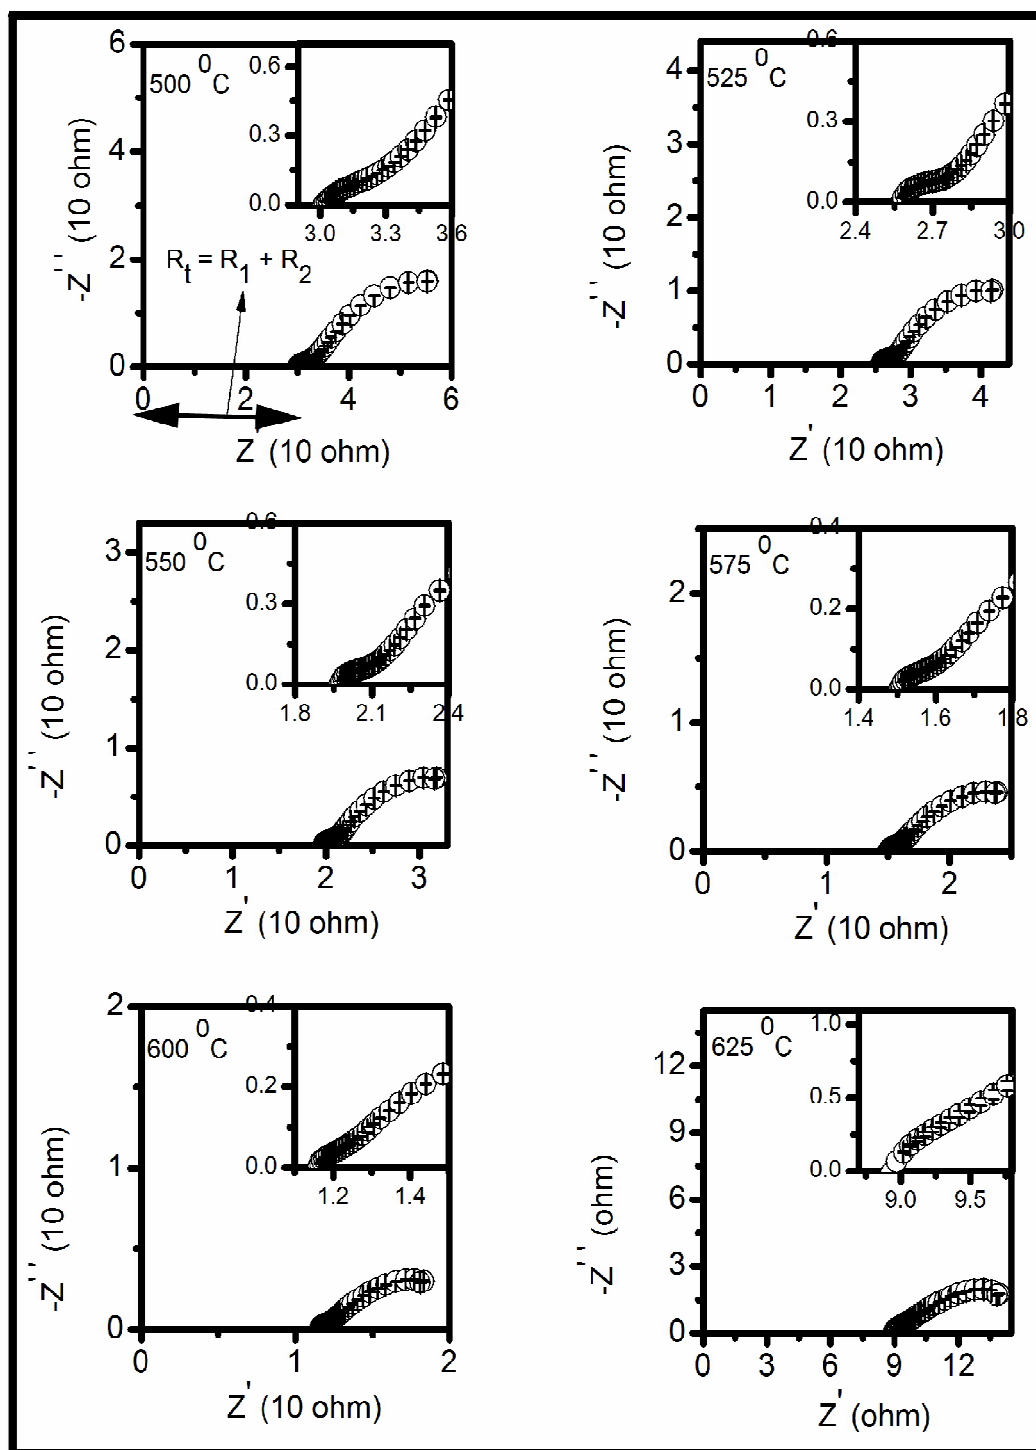 6
4
2
0
0 2 4 6
500 0C
0.6
0.3
0.0
3.0 3.3 3.6
Rt = R1 + R2
-Z'' (10 ohm)
Z (10 ohm)
4
3
2
1
0
0 1 2 3 4
525 0C
0.6
0.3
0.0
2.4 2.7 3.0
-Z'' (10 ohm)
Z' (10 ohm)
3
2
1
0
0 1 2 3
550 0C
0.6
0.3
0.0
1.8 2.1 2.4
-Z'' (10 ohm)
Z' (10 ohm)
2
1
0
0 1 2
575 0C
0.4
0.2
0.0
1.4 1.6 1.8
-Z'' (10 ohm)
Z' (10 ohm)
2
1
0
0 1 2
600 0C
0.4
0.2
0.0
1.2 1.4
-Z'' (10 ohm)
Z' (10 ohm)
12
9
6
3
0
0 3 6 9 12
625 0C
1.0
0.5
0.0
9.0 9.5
-Z'' (ohm)
Z' (ohm)